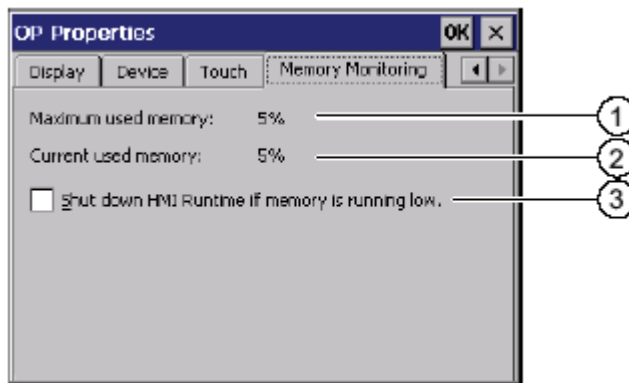 OP Properties OK ×
Display Device Touch Memory Monitoring
Maximum used memory: 5% 1
Current used memory: 5% 2
Shut down HMI Runtime if memory is running low. 3